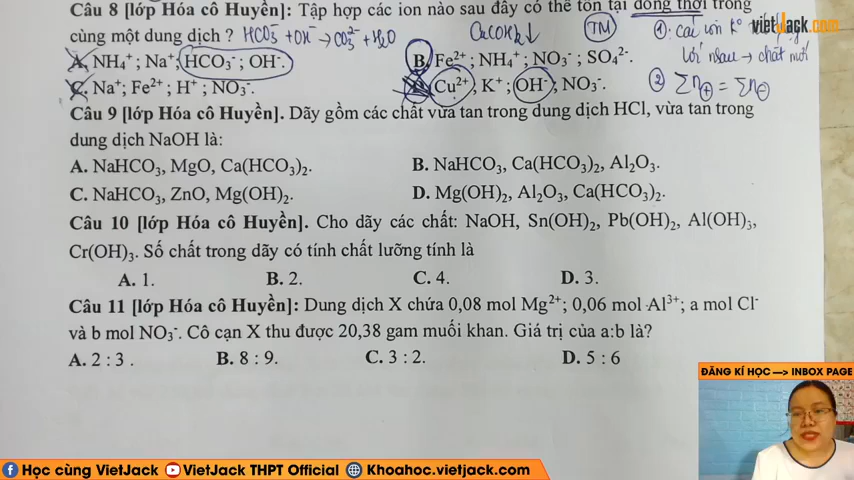 Câu 8 [lớp Hóa cô Huyền]: Tập hợp các ion nào sau đây có thể tồn tại đồng thời trong
cùng một dung dịch ? HCO₃⁻ + OH⁻ → CO₃²⁻ + H₂O
TM
① : các ion K°
với nhau → chất mới
② Σn⊕ = Σn⊖
vietJack.com
A. NH₄⁺ ; Na⁺; HCO₃⁻; OH⁻.
B. Fe²⁺; NH₄⁺; NO₃⁻ ; SO₄²⁻.
C. Na⁺; Fe²⁺; H⁺ ; NO₃⁻.
Cu²⁺; K⁺ ; OH⁻; NO₃⁻.
Câu 9 [lớp Hóa cô Huyền]. Dãy gồm các chất vừa tan trong dung dịch HCl, vừa tan trong
dung dịch NaOH là:
A. NaHCO₃, MgO, Ca(HCO₃)₂.
B. NaHCO₃, Ca(HCO₃)₂, Al₂O₃.
C. NaHCO₃, ZnO, Mg(OH)₂.
D. Mg(OH)₂, Al₂O₃, Ca(HCO₃)₂.
Câu 10 [lớp Hóa cô Huyền]. Cho dãy các chất: NaOH, Sn(OH)₂, Pb(OH)₂, Al(OH)₃,
Cr(OH)₃. Số chất trong dãy có tính chất lưỡng tính là
A. 1.
B. 2.
C. 4.
D. 3.
Câu 11 [lớp Hóa cô Huyền]: Dung dịch X chứa 0,08 mol Mg²⁺; 0,06 mol Al³⁺; a mol Cl⁻
và b mol NO₃⁻. Cô cạn X thu được 20,38 gam muối khan. Giá trị của a:b là?
A. 2 : 3 .
B. 8 : 9.
C. 3 : 2.
D. 5 : 6
ĐĂNG KÍ HỌC —> INBOX PAGE
Học cùng VietJack VietJack THPT Official Khoahoc.vietjack.com